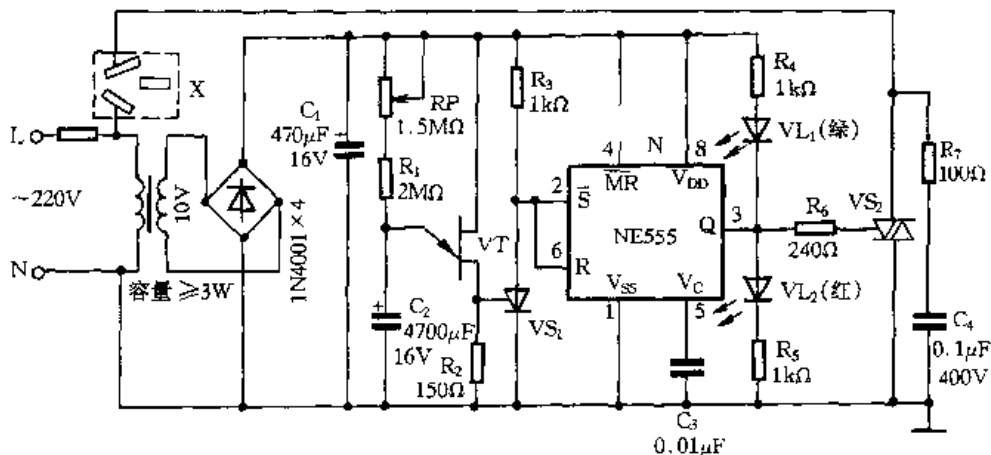 X
L
~220V
N
10V
容量≥3W
1N4001×4
C₁
470μF
16V
RP
1.5MΩ
R₁
2MΩ
C₂
4700μF
16V
VT
R₂
150Ω
VS₁
R₃
1kΩ
4
N
8
M̅R̅
V_DD
2
S̅
NE555
Q
3
6
R
V_SS
V_C
1
5
C₃
0.01μF
R₄
1kΩ
VL₁(绿)
R₆
240Ω
VL₂(红)
R₅
1kΩ
VS₂
R₇
100Ω
C₄
0.1μF
400V